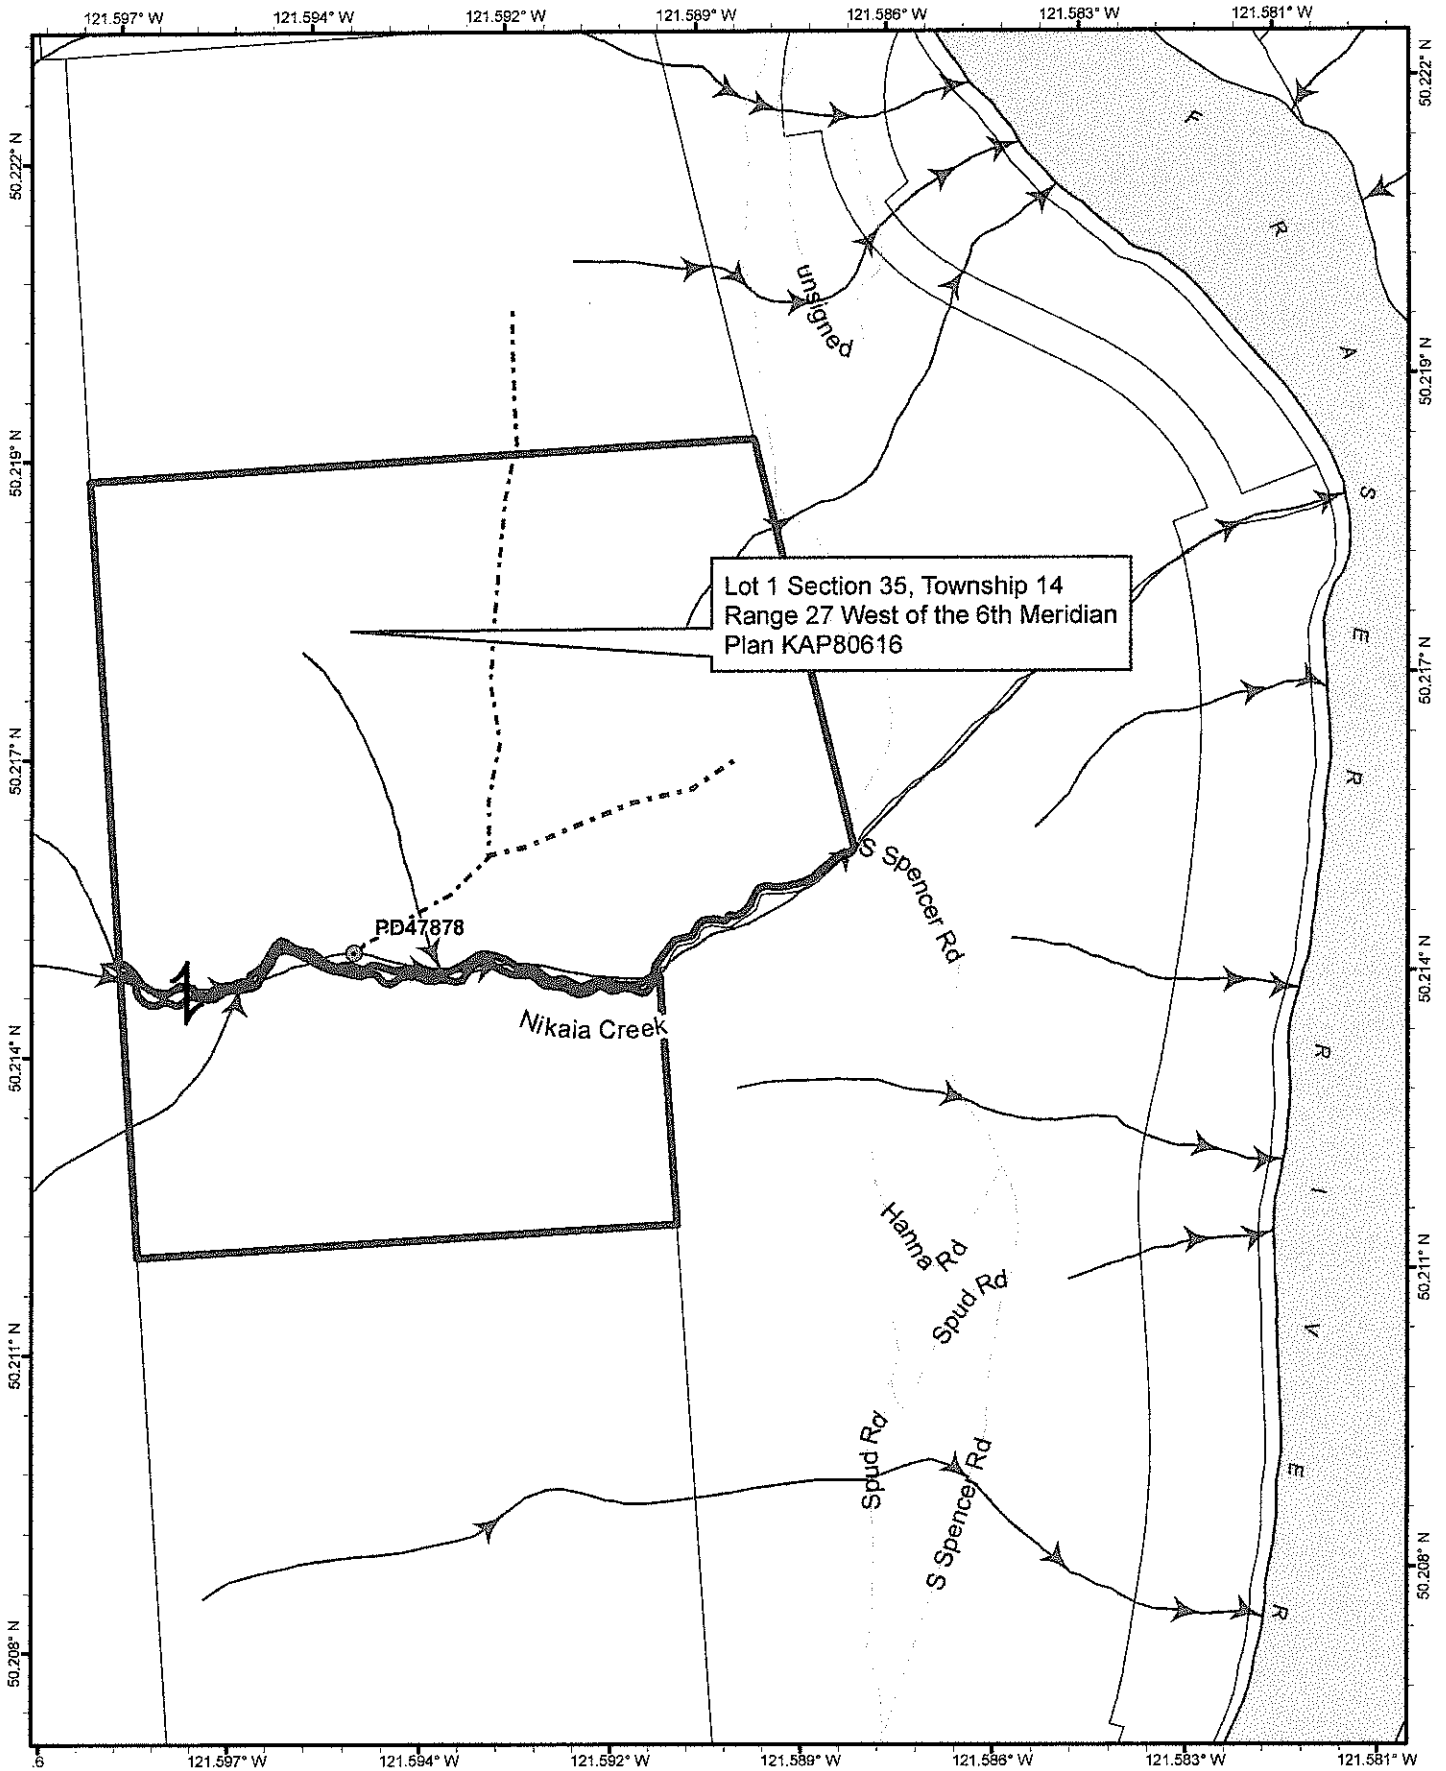 121.597° W
121.594° W
121.592° W
121.589° W
121.586° W
121.583° W
121.581° W
50.222° N
50.222° N
FRASER RIVER
unsigned
50.219° N
50.219° N
Lot 1 Section 35, Township 14
Range 27 West of the 6th Meridian
Plan KAP80616
50.217° N
50.217° N
S Spencer Rd
PD47878
1
50.214° N
Nikaia Creek
50.214° N
Hanna Rd
Spud Rd
50.211° N
50.211° N
Spud Rd
S Spencer Rd
50.208° N
50.208° N
.6
121.597° W
121.594° W
121.592° W
121.589° W
121.586° W
121.583° W
121.581° W